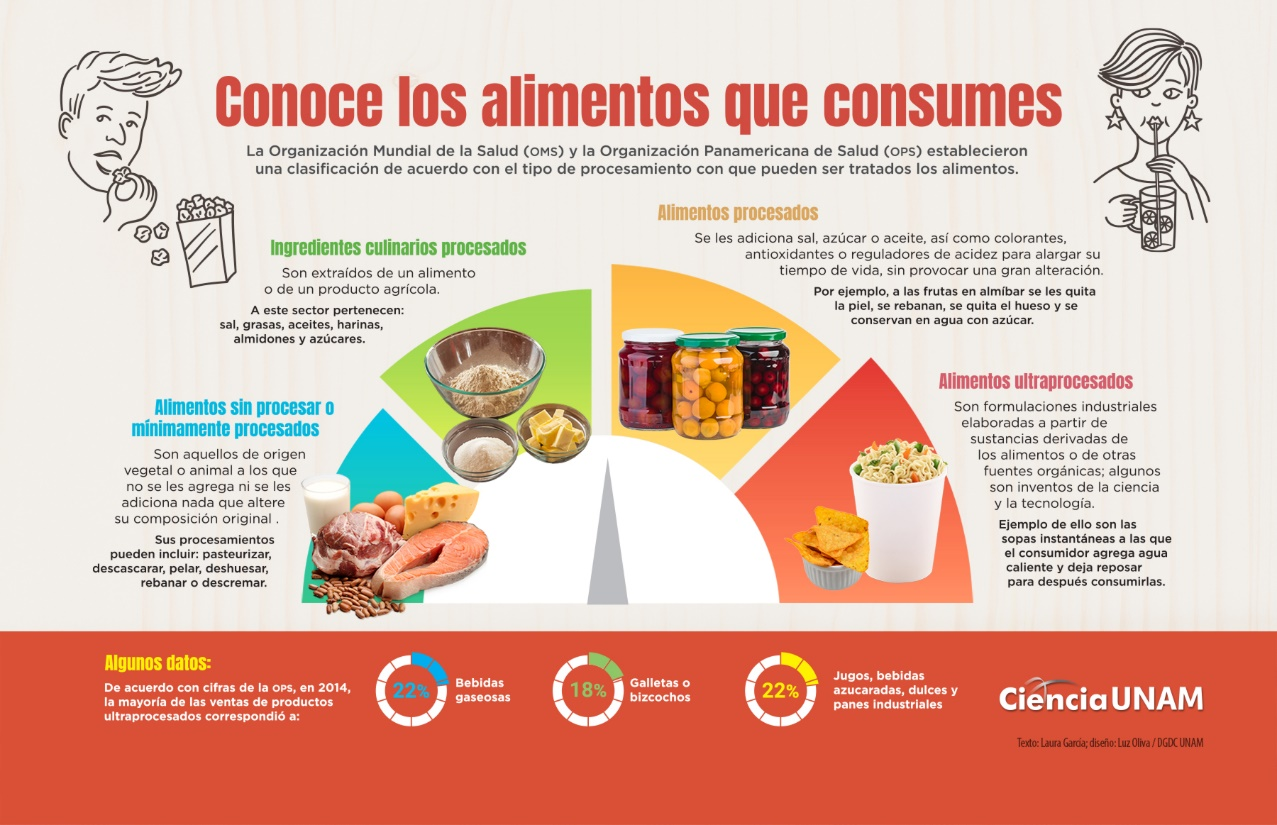 Conoce los alimentos que consumes
La Organización Mundial de la Salud (OMS) y la Organización Panamericana de Salud (OPS) establecieron
una clasificación de acuerdo con el tipo de procesamiento con que pueden ser tratados los alimentos.
Alimentos sin procesar o
mínimamente procesados
Son aquellos de origen
vegetal o animal a los que
no se les agrega ni se les
adiciona nada que altere
su composición original .
Sus procesamientos
pueden incluir: pasteurizar,
descascarar, pelar, deshuesar,
rebanar o descremar.
Ingredientes culinarios procesados
Son extraídos de un alimento
o de un producto agrícola.
A este sector pertenecen:
sal, grasas, aceites, harinas,
almidones y azúcares.
Alimentos procesados
Se les adiciona sal, azúcar o aceite, así como colorantes,
antioxidantes o reguladores de acidez para alargar su
tiempo de vida, sin provocar una gran alteración.
Por ejemplo, a las frutas en almíbar se les quita
la piel, se rebanan, se quita el hueso y se
conservan en agua con azúcar.
Alimentos ultraprocesados
Son formulaciones industriales
elaboradas a partir de
sustancias derivadas de
los alimentos o de otras
fuentes orgánicas; algunos
son inventos de la ciencia
y la tecnología.
Ejemplo de ello son las
sopas instantáneas a las que
el consumidor agrega agua
caliente y deja reposar
para después consumirlas.
Algunos datos:
De acuerdo con cifras de la OPS, en 2014,
la mayoría de las ventas de productos
ultraprocesados correspondió a:
22%
Bebidas
gaseosas
18%
Galletas o
bizcochos
22%
Jugos, bebidas
azucaradas, dulces y
panes industriales
Ciencia UNAM
Texto: Laura García; diseño: Luz Oliva / DGDC UNAM